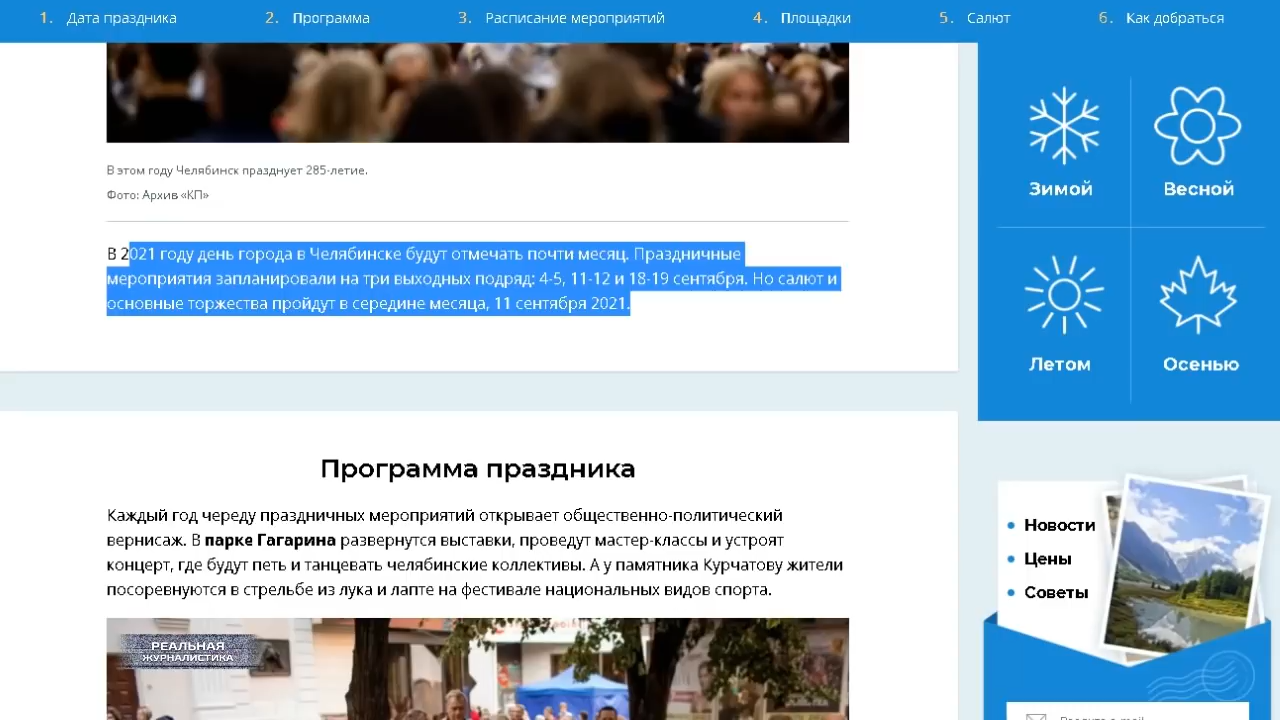 1. Дата праздника
2. Программа
3. Расписание мероприятий
4. Площадки
5. Салют
6. Как добраться
В этом году Челябинск празднует 285-летие.
Фото: Архив «КП»
В 2021 году день города в Челябинске будут отмечать почти месяц. Праздничные
мероприятия запланировали на три выходных подряд: 4-5, 11-12 и 18-19 сентября. Но салют и
основные торжества пройдут в середине месяца, 11 сентября 2021.
Программа праздника
Каждый год череду праздничных мероприятий открывает общественно-политический
вернисаж. В парке Гагарина развернутся выставки, проведут мастер-классы и устроят
концерт, где будут петь и танцевать челябинские коллективы. А у памятника Курчатову жители
посоревнуются в стрельбе из лука и лапте на фестивале национальных видов спорта.
РЕАЛЬНАЯ
ЖУРНАЛИСТИКА
Зимой
Весной
Летом
Осенью
Новости
Цены
Советы